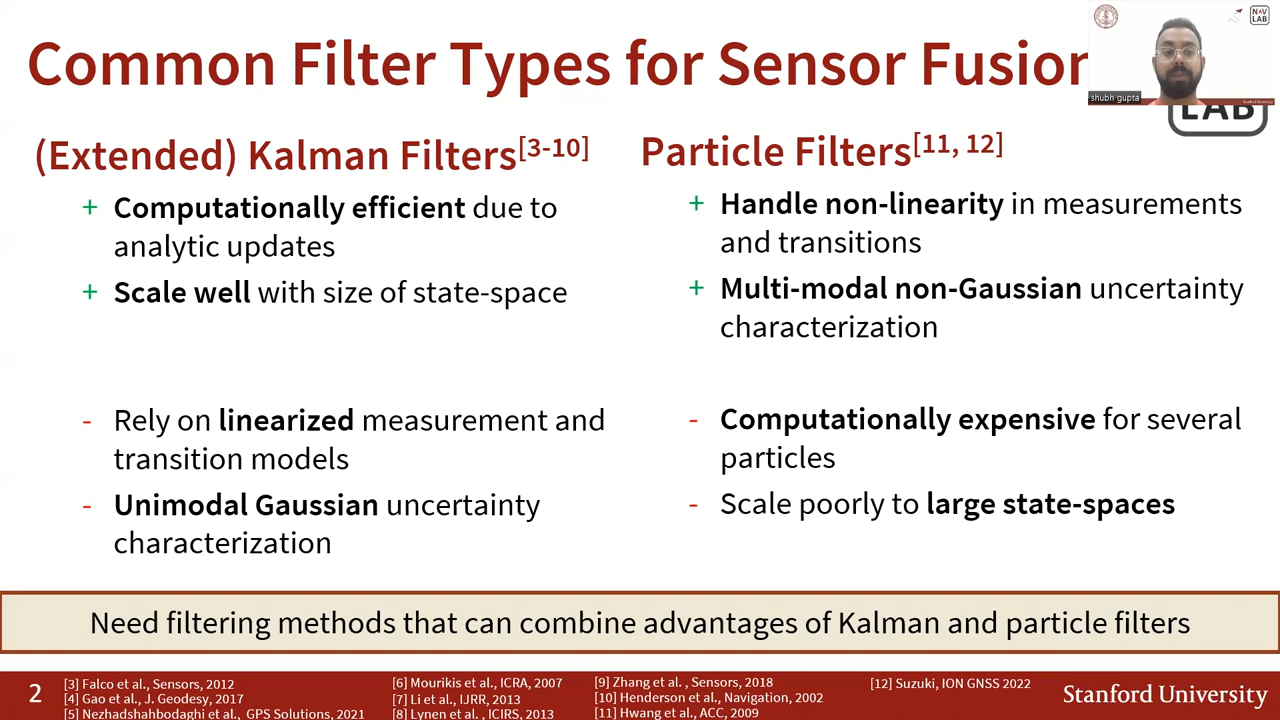 Common Filter Types for Sensor Fusion
NAV
LAB
shubh gupta
LAB
(Extended) Kalman Filters[3-10]
+ Computationally efficient due to
analytic updates
+ Scale well with size of state-space
- Rely on linearized measurement and
transition models
- Unimodal Gaussian uncertainty
characterization
Particle Filters[11, 12]
+ Handle non-linearity in measurements
and transitions
+ Multi-modal non-Gaussian uncertainty
characterization
- Computationally expensive for several
particles
- Scale poorly to large state-spaces
Need filtering methods that can combine advantages of Kalman and particle filters
2
[3] Falco et al., Sensors, 2012
[4] Gao et al., J. Geodesy, 2017
[5] Nezhadshahbodaghi et al., GPS Solutions, 2021
[6] Mourikis et al., ICRA, 2007
[7] Li et al., IJRR, 2013
[8] Lynen et al., ICIRS, 2013
[9] Zhang et al. , Sensors, 2018
[10] Henderson et al., Navigation, 2002
[11] Hwang et al., ACC, 2009
[12] Suzuki, ION GNSS 2022
Stanford University